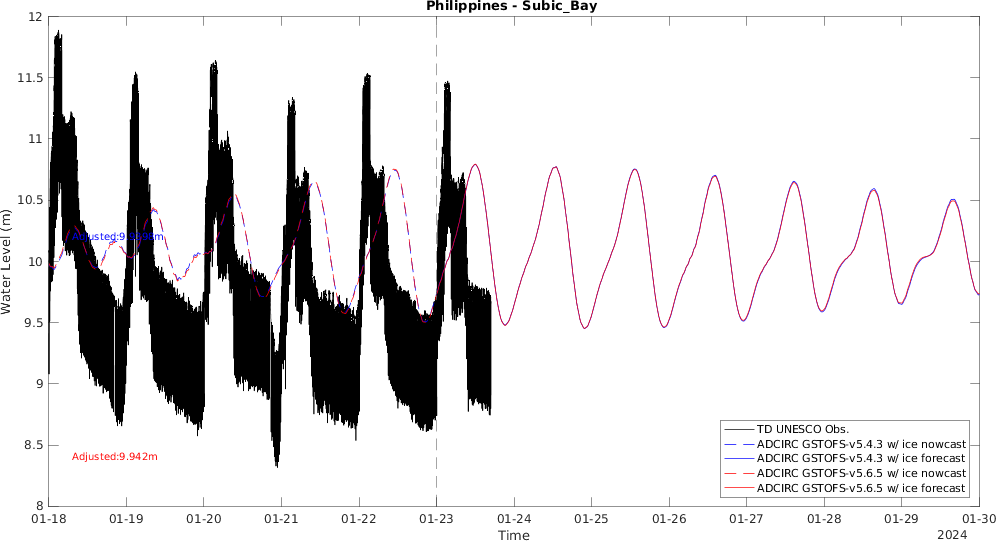 Philippines - Subic_Bay
12
11.5
11
10.5
10
9.5
9
8.5
8
Water Level (m)
Adjusted:9.942m
TD UNESCO Obs.
ADCIRC GSTOFS-v5.4.3 w/ ice nowcast
ADCIRC GSTOFS-v5.4.3 w/ ice forecast
ADCIRC GSTOFS-v5.6.5 w/ ice nowcast
ADCIRC GSTOFS-v5.6.5 w/ ice forecast
01-18 01-19 01-20 01-21 01-22 01-23 01-24 01-25 01-26 01-27 01-28 01-29 01-30
Time
2024